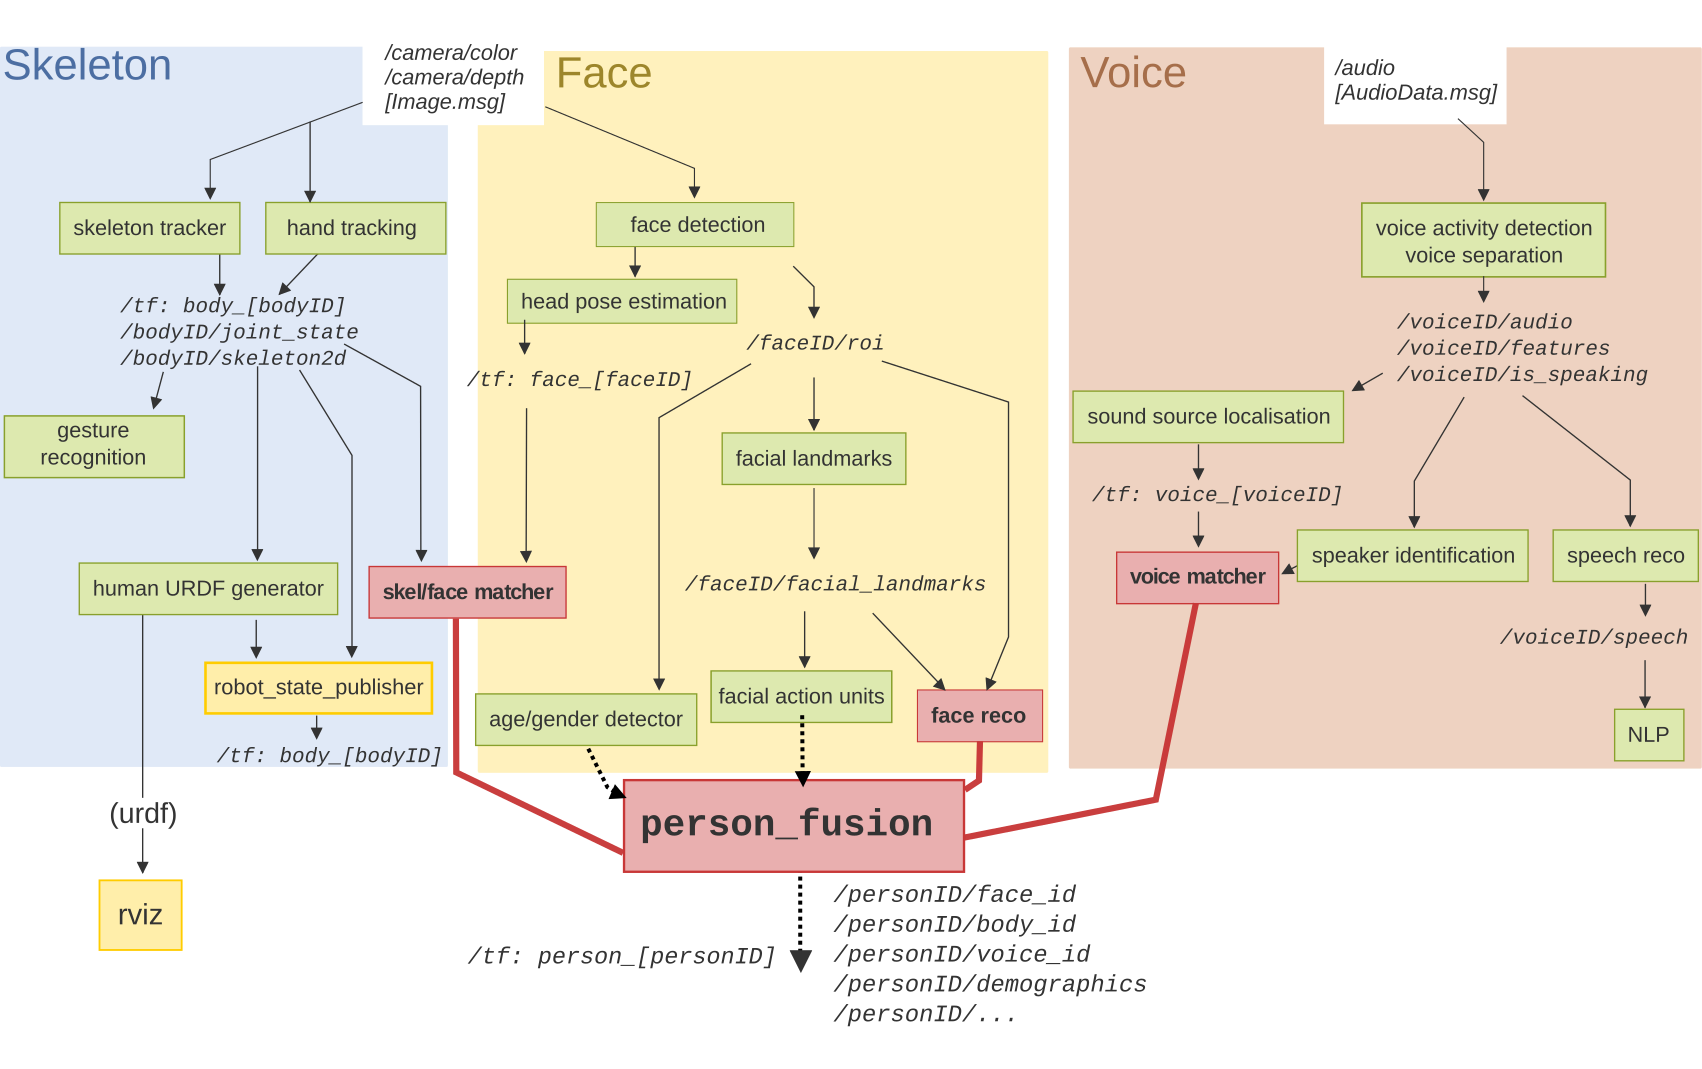 Skeleton
/camera/color
/camera/depth
[Image.msg]
Face
Voice
/audio
[AudioData.msg]
skeleton tracker
hand tracking
/tf: body_[bodyID]
/bodyID/joint_state
/bodyID/skeleton2d
gesture
recognition
human URDF generator
robot_state_publisher
/tf: body_[bodyID]
(urdf)
rviz
face detection
head pose estimation
/tf: face_[faceID]
/faceID/roi
facial landmarks
/faceID/facial_landmarks
skel/face matcher
age/gender detector
facial action units
face reco
voice activity detection
voice separation
/voiceID/audio
/voiceID/features
/voiceID/is_speaking
sound source localisation
/tf: voice_[voiceID]
voice matcher
speaker identification
speech reco
/voiceID/speech
NLP
person_fusion
/tf: person_[personID]
/personID/face_id
/personID/body_id
/personID/voice_id
/personID/demographics
/personID/...